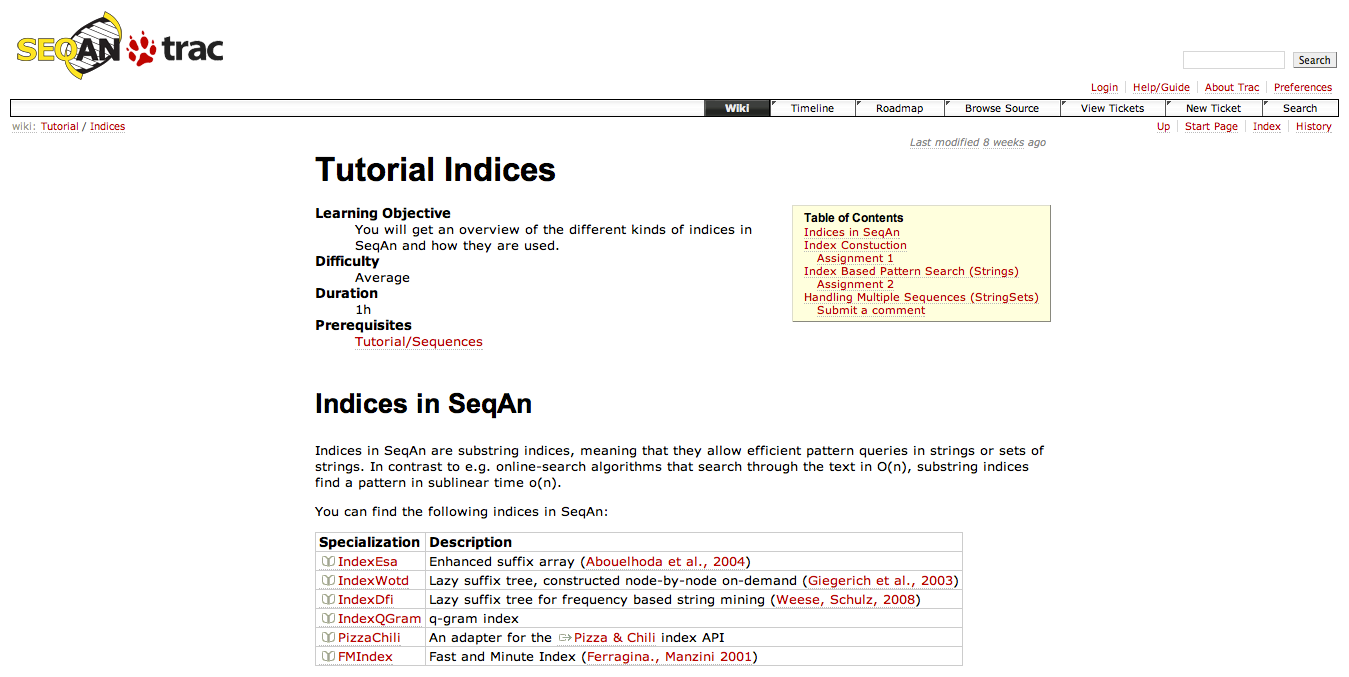 SEQAN trac
Search
Login Help/Guide About Trac Preferences
Wiki Timeline Roadmap Browse Source View Tickets New Ticket Search
wiki: Tutorial / Indices
Up Start Page Index History
Last modified 8 weeks ago
Tutorial Indices
Learning Objective
You will get an overview of the different kinds of indices in
SeqAn and how they are used.
Difficulty
Average
Duration
1h
Prerequisites
Tutorial/Sequences
Table of Contents
Indices in SeqAn
Index Constuction
Assignment 1
Index Based Pattern Search (Strings)
Assignment 2
Handling Multiple Sequences (StringSets)
Submit a comment
Indices in SeqAn
Indices in SeqAn are substring indices, meaning that they allow efficient pattern queries in strings or sets of
strings. In contrast to e.g. online-search algorithms that search through the text in O(n), substring indices
find a pattern in sublinear time o(n).
You can find the following indices in SeqAn:
Specialization Description
IndexEsa Enhanced suffix array (Abouelhoda et al., 2004)
IndexWotd Lazy suffix tree, constructed node-by-node on-demand (Giegerich et al., 2003)
IndexDfi Lazy suffix tree for frequency based string mining (Weese, Schulz, 2008)
IndexQGram q-gram index
PizzaChili An adapter for the Pizza & Chili index API
FMIndex Fast and Minute Index (Ferragina., Manzini 2001)